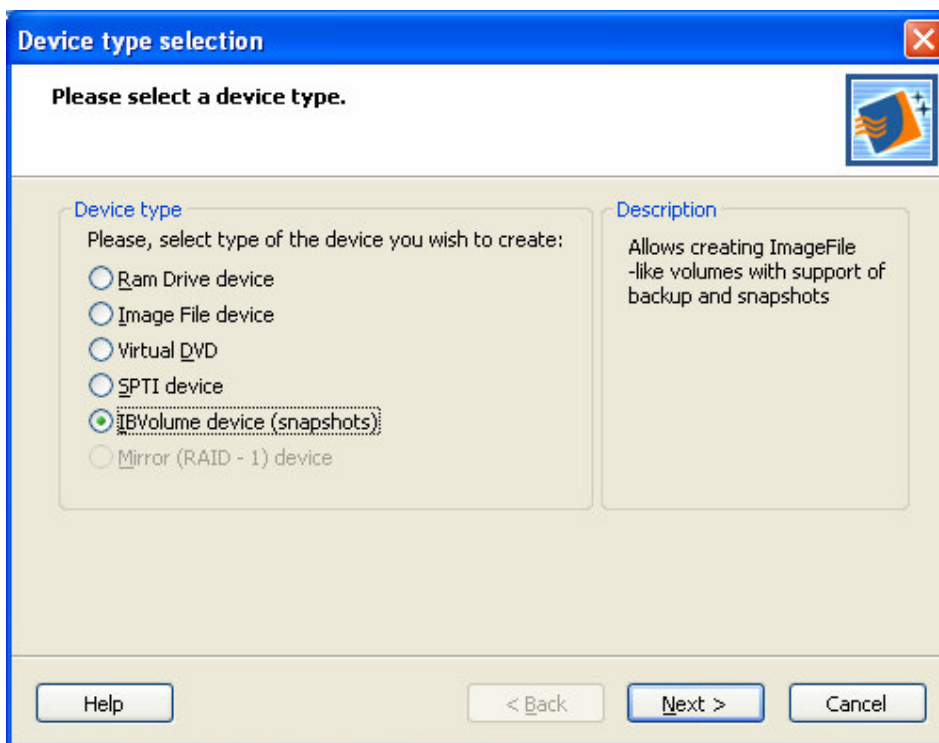 Device type selection
Please select a device type.
Device type
Please, select type of the device you wish to create:
Ram Drive device
Image File device
Virtual DVD
SPTI device
IBVolume device (snapshots)
Mirror (RAID - 1) device
Description
Allows creating ImageFile
-like volumes with support of
backup and snapshots
Help
< Back
Next >
Cancel